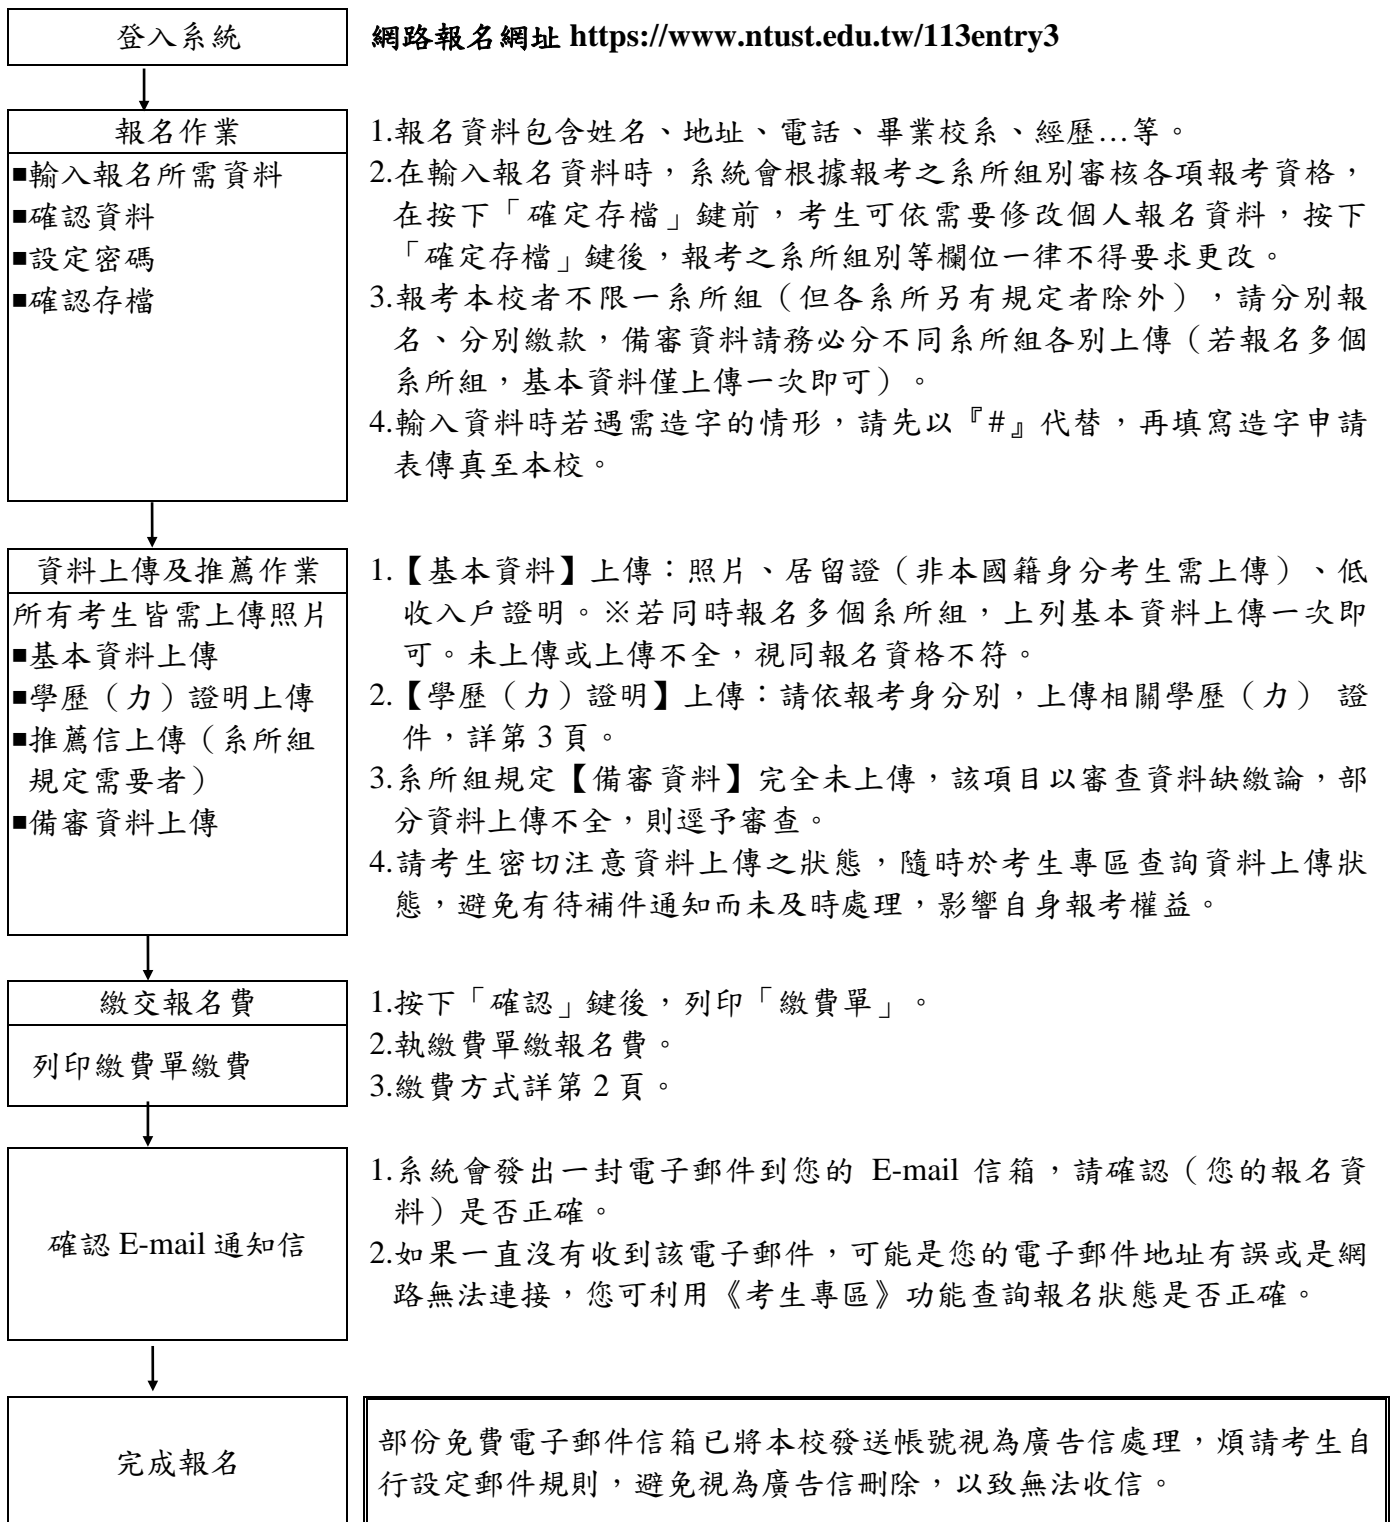 登入系統
網路報名網址 https://www.ntust.edu.tw/113entry3
報名作業
■輸入報名所需資料
■確認資料
■設定密碼
■確認存檔
1.報名資料包含姓名、地址、電話、畢業校系、經歷…等。
2.在輸入報名資料時，系統會根據報考之系所組別審核各項報考資格，
在按下「確定存檔」鍵前，考生可依需要修改個人報名資料，按下
「確定存檔」鍵後，報考之系所組別等欄位一律不得要求更改。
3.報考本校者不限一系所組（但各系所另有規定者除外），請分別報
名、分別繳款，備審資料請務必分不同系所組各別上傳（若報名多個
系所組，基本資料僅上傳一次即可）。
4.輸入資料時若遇需造字的情形，請先以『#』代替，再填寫造字申請
表傳真至本校。
資料上傳及推薦作業
所有考生皆需上傳照片
■基本資料上傳
■學歷（力）證明上傳
■推薦信上傳（系所組
規定需要者）
■備審資料上傳
1.【基本資料】上傳：照片、居留證（非本國籍身分考生需上傳）、低
收入戶證明。※若同時報名多個系所組，上列基本資料上傳一次即
可。未上傳或上傳不全，視同報名資格不符。
2.【學歷（力）證明】上傳：請依報考身分別，上傳相關學歷（力） 證
件，詳第 3 頁。
3.系所組規定【備審資料】完全未上傳，該項目以審查資料缺繳論，部
分資料上傳不全，則逕予審查。
4.請考生密切注意資料上傳之狀態，隨時於考生專區查詢資料上傳狀
態，避免有待補件通知而未及時處理，影響自身報考權益。
繳交報名費
列印繳費單繳費
1.按下「確認」鍵後，列印「繳費單」。
2.執繳費單繳報名費。
3.繳費方式詳第 2 頁。
確認 E-mail 通知信
1.系統會發出一封電子郵件到您的 E-mail 信箱，請確認（您的報名資
料）是否正確。
2.如果一直沒有收到該電子郵件，可能是您的電子郵件地址有誤或是網
路無法連接，您可利用《考生專區》功能查詢報名狀態是否正確。
完成報名
部份免費電子郵件信箱已將本校發送帳號視為廣告信處理，煩請考生自
行設定郵件規則，避免視為廣告信刪除，以致無法收信。